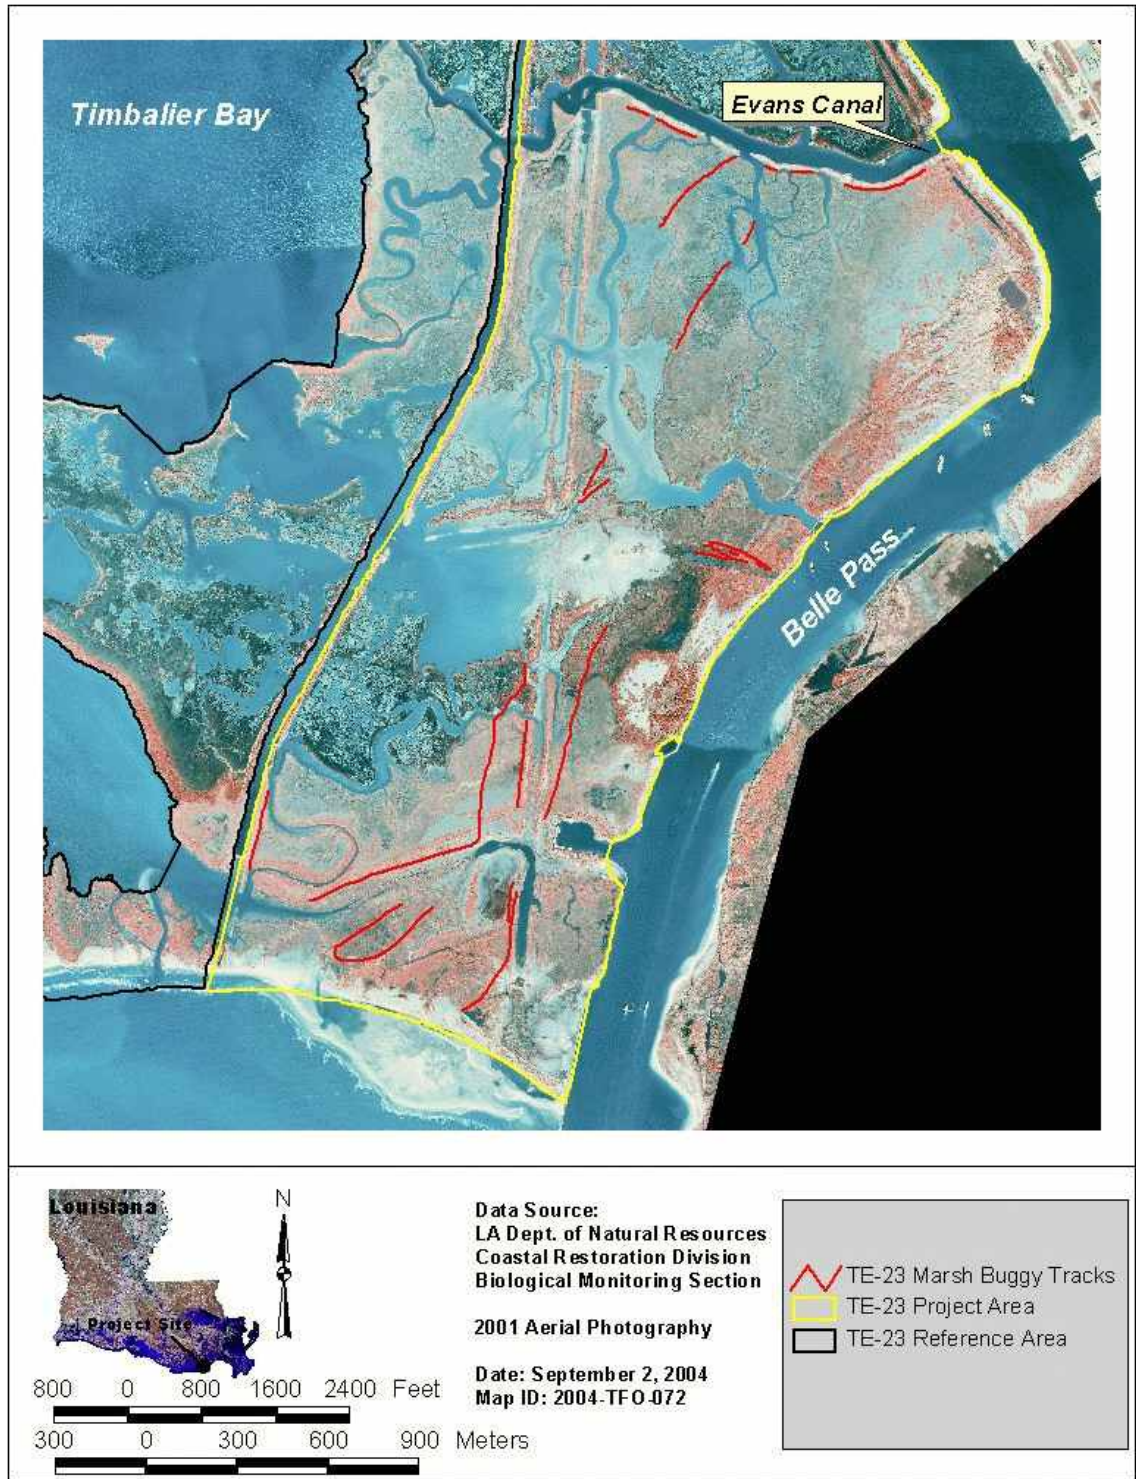 Timbalier Bay
Evans Canal
Belle Pass
Louisiana
Project Site
N
800 0 800 1600 2400 Feet
300 0 300 600 900 Meters
Data Source:
LA Dept. of Natural Resources
Coastal Restoration Division
Biological Monitoring Section
2001 Aerial Photography
Date: September 2, 2004
Map ID: 2004-TFO-072
TE-23 Marsh Buggy Tracks
TE-23 Project Area
TE-23 Reference Area